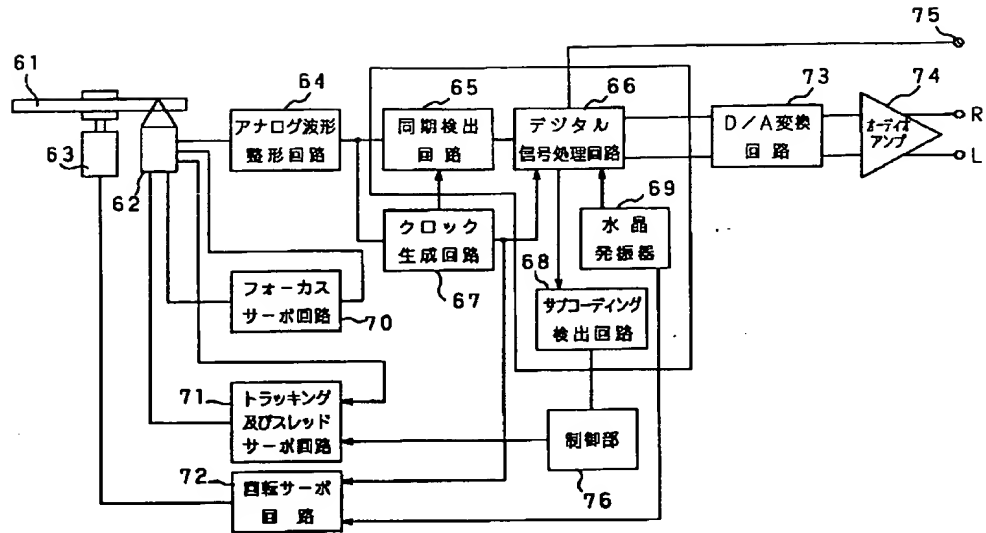 75
61
64
65
66
73
74
アナログ波形
整形回路
同期検出
回路
デジタル
信号処理回路
D/A変換
回路
オーディオ
アンプ
R
L
63
62
69
クロック
生成回路
67
水晶
発振器
68
サブコーディング
検出回路
フォーカス
サーボ回路
70
71
トラッキング
及びスレッド
サーボ回路
制御部
76
72
回転サーボ
回路